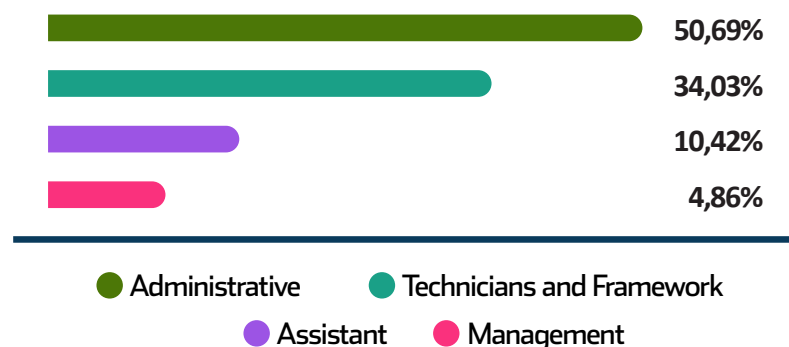 50,69%
34,03%
10,42%
4,86%
Administrative Technicians and Framework
Assistant Management